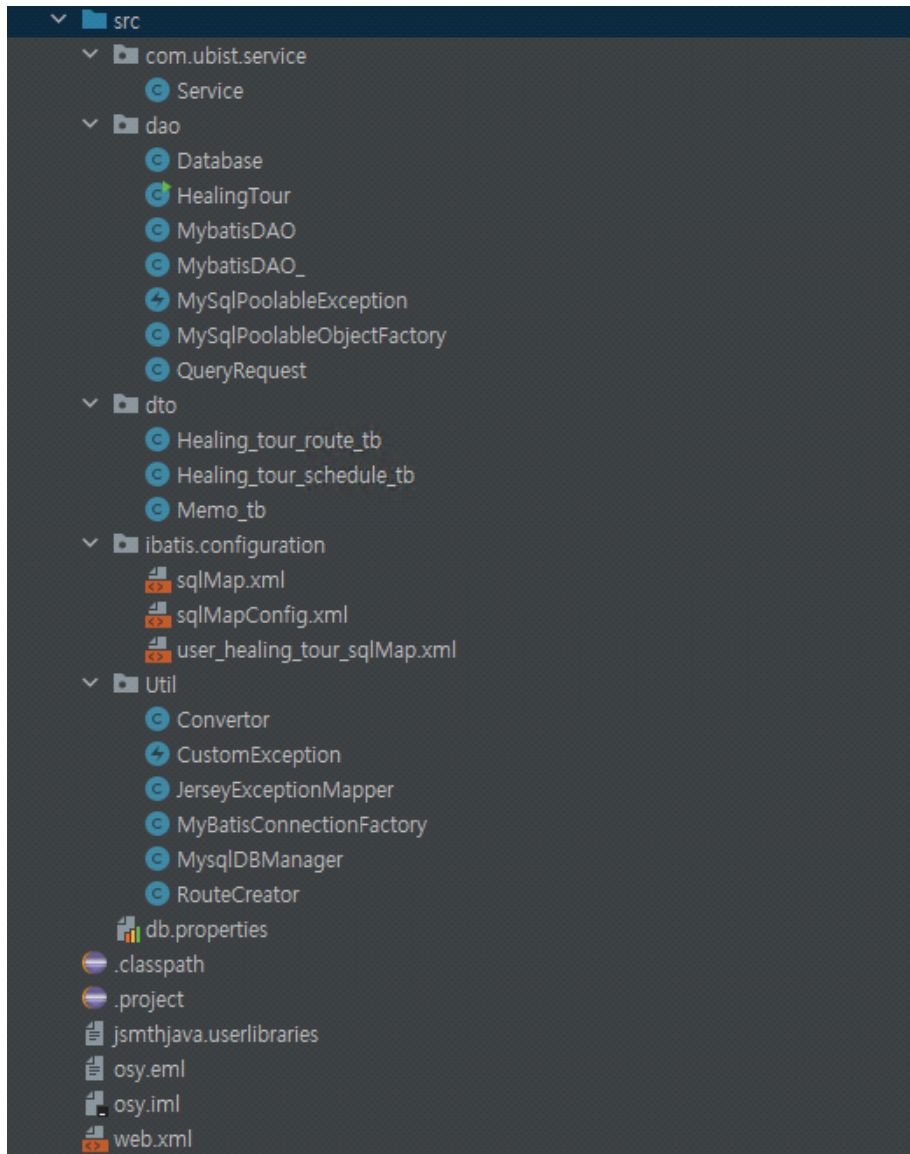 src
com.ubist.service
Service
dao
Database
HealingTour
MybatisDAO
MybatisDAO_
MySqlPoolableException
MySqlPoolableObjectFactory
QueryRequest
dto
Healing_tour_route_tb
Healing_tour_schedule_tb
Memo_tb
ibatis.configuration
sqlMap.xml
sqlMapConfig.xml
user_healing_tour_sqlMap.xml
Util
Convertor
CustomException
JerseyExceptionMapper
MyBatisConnectionFactory
MysqlDBManager
RouteCreator
db.properties
.classpath
.project
jsmthjava.userlibraries
osy.eml
osy.iml
web.xml